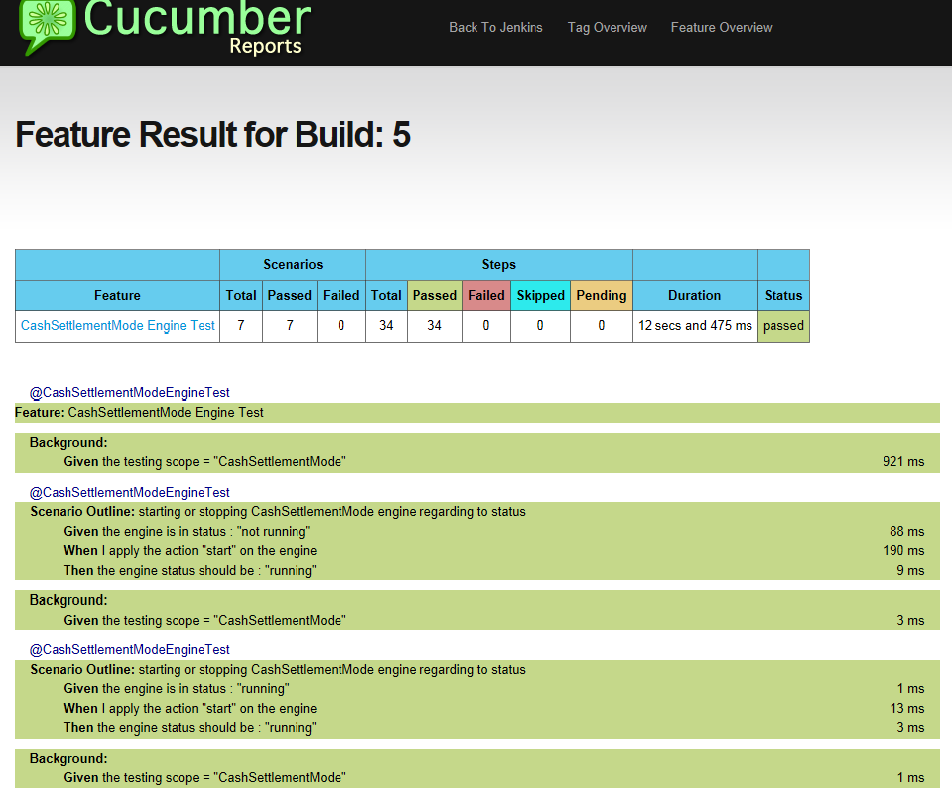 Cucumber
Reports
Back To Jenkins Tag Overview Feature Overview
Feature Result for Build: 5
Scenarios Steps
Feature Total Passed Failed Total Passed Failed Skipped Pending Duration Status
CashSettlementMode Engine Test 7 7 0 34 34 0 0 0 12 secs and 475 ms passed
@CashSettlementModeEngineTest
Feature: CashSettlementMode Engine Test
Background:
Given the testing scope = "CashSettlementMode" 921 ms
@CashSettlementModeEngineTest
Scenario Outline: starting or stopping CashSettlementMode engine regarding to status
Given the engine is in status : "not running" 88 ms
When I apply the action "start" on the engine 190 ms
Then the engine status should be : "running" 9 ms
Background:
Given the testing scope = "CashSettlementMode" 3 ms
@CashSettlementModeEngineTest
Scenario Outline: starting or stopping CashSettlementMode engine regarding to status
Given the engine is in status : "running" 1 ms
When I apply the action "start" on the engine 13 ms
Then the engine status should be : "running" 3 ms
Background:
Given the testing scope = "CashSettlementMode" 1 ms